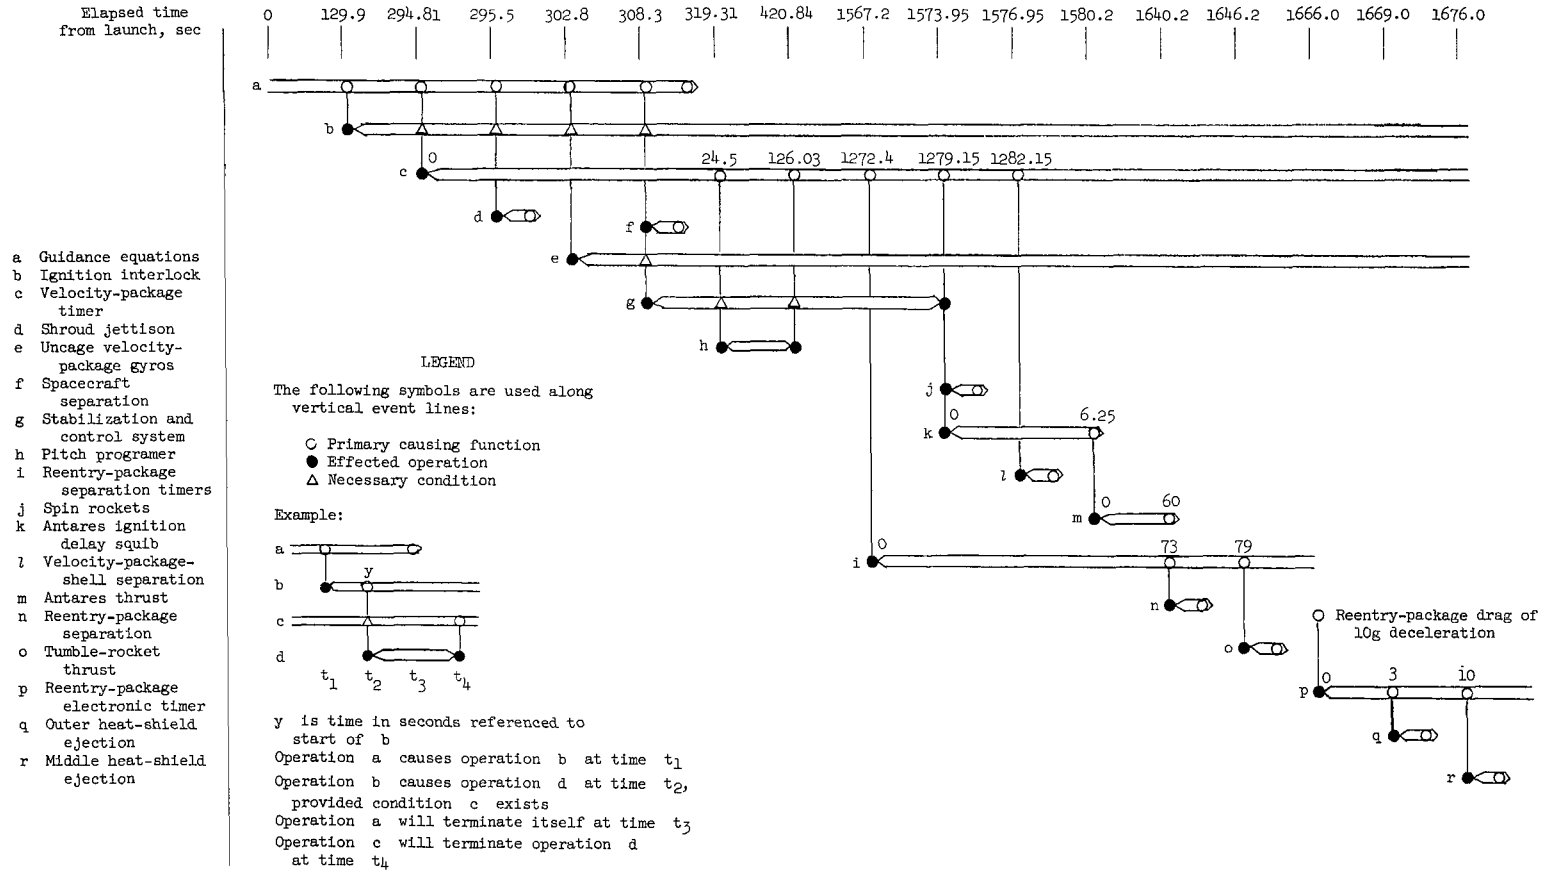 Elapsed time
from launch, sec
0 129.9 294.81 295.5 302.8 308.3 319.31 420.84 1567.2 1573.95 1576.95 1580.2 1640.2 1646.2 1666.0 1669.0 1676.0
a
b
0 24.5 126.03 1272.4 1279.15 1282.15
c
d
f
e
g
h
j
0 6.25
k
l
0 60
m
0 73 79
i
n
Reentry-package drag of
10g deceleration
o
0 3 10
p
q
r
a Guidance equations
b Ignition interlock
c Velocity-package
timer
d Shroud jettison
e Uncage velocity-
package gyros
f Spacecraft
separation
g Stabilization and
control system
h Pitch programer
i Reentry-package
separation timers
j Spin rockets
k Antares ignition
delay squib
l Velocity-package-
shell separation
m Antares thrust
n Reentry-package
separation
o Tumble-rocket
thrust
p Reentry-package
electronic timer
q Outer heat-shield
ejection
r Middle heat-shield
ejection
LEGEND
The following symbols are used along
vertical event lines:
Primary causing function
Effected operation
Necessary condition
Example:
a
y
b
c
d
t1 t2 t3 t4
y is time in seconds referenced to
start of b
Operation a causes operation b at time t1
Operation b causes operation d at time t2,
provided condition c exists
Operation a will terminate itself at time t3
Operation c will terminate operation d
at time t4